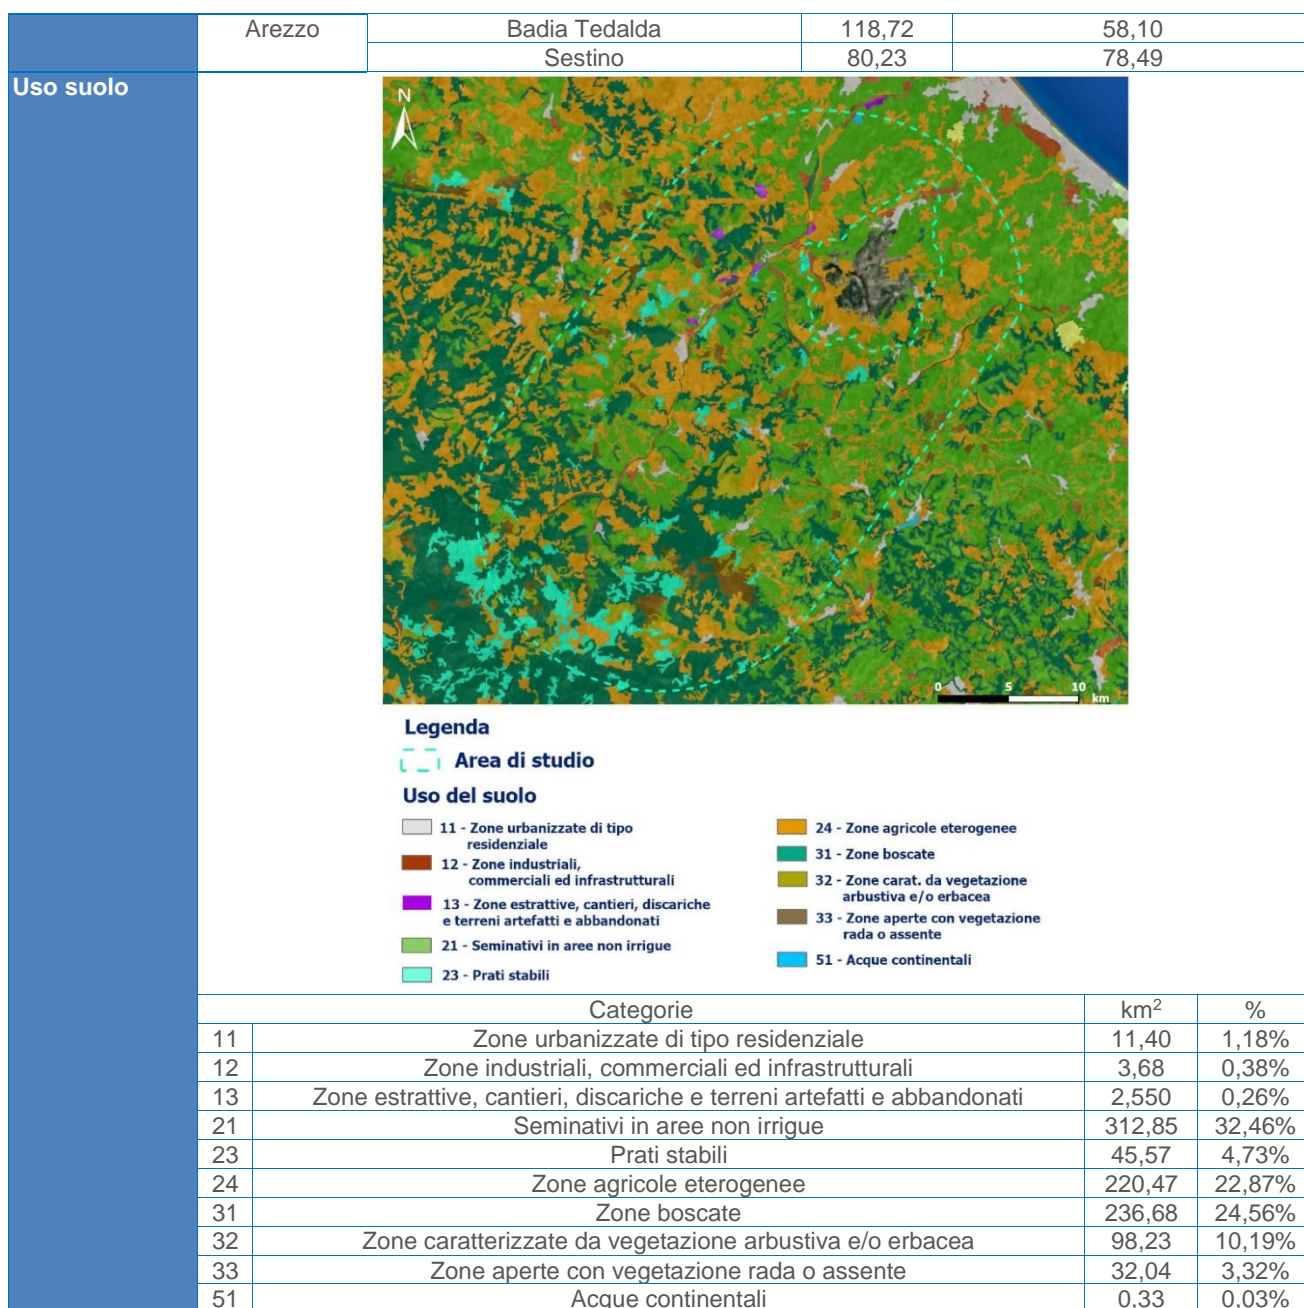 Arezzo Badia Tedalda 118,72 58,10
Sestino 80,23 78,49
Uso suolo
N
0 5 10
km
Legenda
Area di studio
Uso del suolo
11 - Zone urbanizzate di tipo
residenziale
12 - Zone industriali,
commerciali ed infrastrutturali
13 - Zone estrattive, cantieri, discariche
e terreni artefatti e abbandonati
21 - Seminativi in aree non irrigue
23 - Prati stabili
24 - Zone agricole eterogenee
31 - Zone boscate
32 - Zone carat. da vegetazione
arbustiva e/o erbacea
33 - Zone aperte con vegetazione
rada o assente
51 - Acque continentali
Categorie km² %
11 Zone urbanizzate di tipo residenziale 11,40 1,18%
12 Zone industriali, commerciali ed infrastrutturali 3,68 0,38%
13 Zone estrattive, cantieri, discariche e terreni artefatti e abbandonati 2,550 0,26%
21 Seminativi in aree non irrigue 312,85 32,46%
23 Prati stabili 45,57 4,73%
24 Zone agricole eterogenee 220,47 22,87%
31 Zone boscate 236,68 24,56%
32 Zone caratterizzate da vegetazione arbustiva e/o erbacea 98,23 10,19%
33 Zone aperte con vegetazione rada o assente 32,04 3,32%
51 Acque continentali 0,33 0,03%